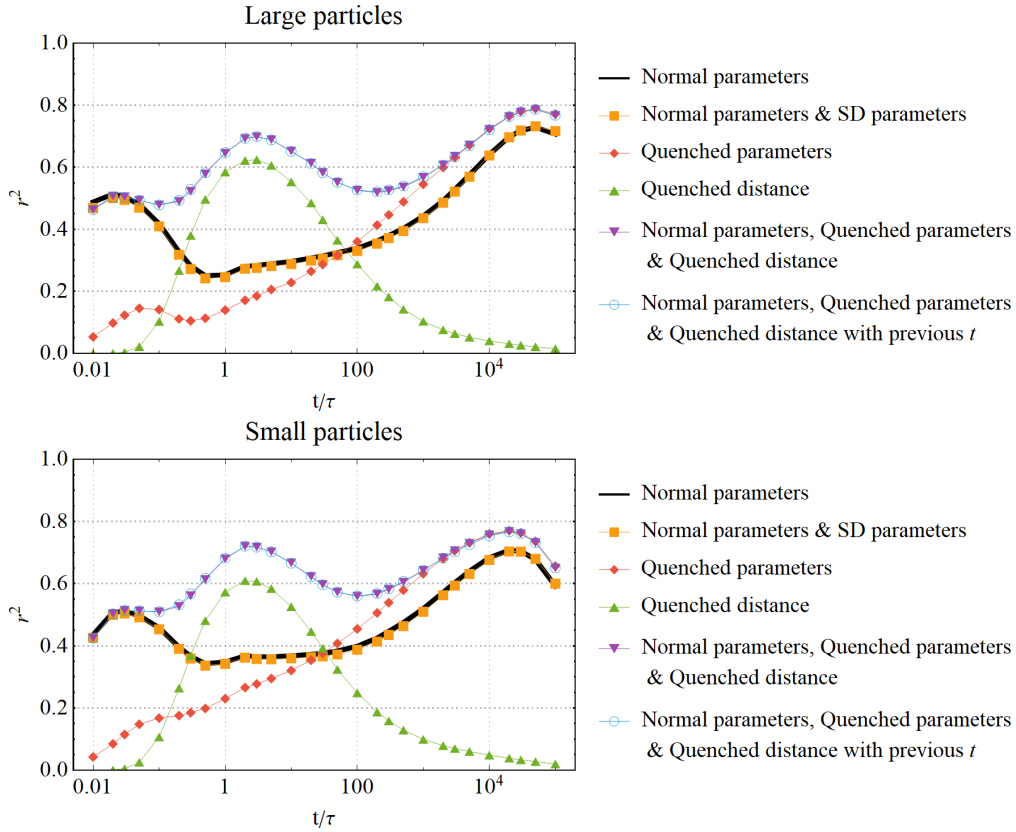 Large particles
1.0
0.8
0.6
0.4
0.2
0.0
r²
0.01
1
100
10⁴
t/τ
Normal parameters
Normal parameters & SD parameters
Quenched parameters
Quenched distance
Normal parameters, Quenched parameters
& Quenched distance
Normal parameters, Quenched parameters
& Quenched distance with previous t
Small particles
1.0
0.8
0.6
0.4
0.2
0.0
r²
0.01
1
100
10⁴
t/τ
Normal parameters
Normal parameters & SD parameters
Quenched parameters
Quenched distance
Normal parameters, Quenched parameters
& Quenched distance
Normal parameters, Quenched parameters
& Quenched distance with previous t